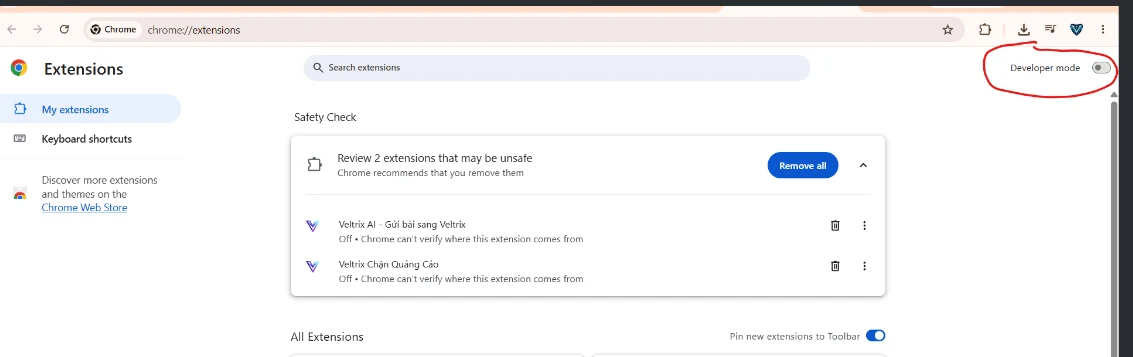 Chrome
chrome://extensions
Extensions
Search extensions
Developer mode
My extensions
Keyboard shortcuts
Discover more extensions
and themes on the
Chrome Web Store
Safety Check
Review 2 extensions that may be unsafe
Chrome recommends that you remove them
Remove all
Veltrix AI - Gửi bài sang Veltrix
Off • Chrome can't verify where this extension comes from
Veltrix Chặn Quảng Cáo
Off • Chrome can't verify where this extension comes from
All Extensions
Pin new extensions to Toolbar